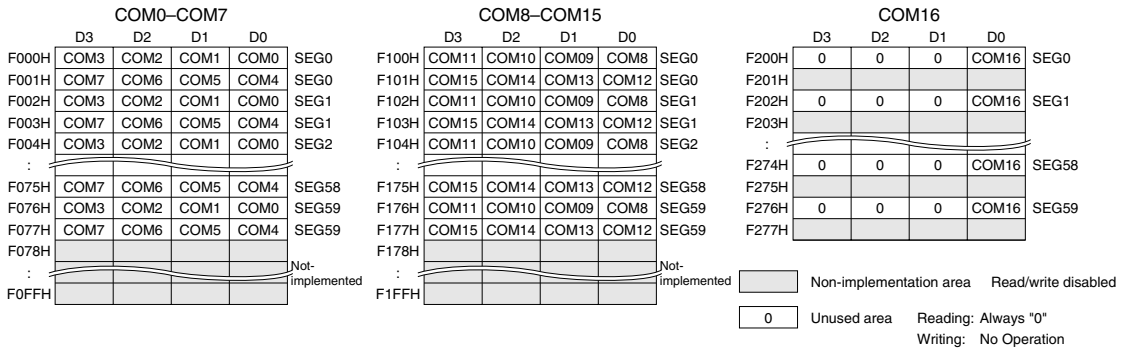 COM0–COM7
D3 D2 D1 D0
F000H COM3 COM2 COM1 COM0 SEG0
F001H COM7 COM6 COM5 COM4 SEG0
F002H COM3 COM2 COM1 COM0 SEG1
F003H COM7 COM6 COM5 COM4 SEG1
F004H COM3 COM2 COM1 COM0 SEG2
:
F075H COM7 COM6 COM5 COM4 SEG58
F076H COM3 COM2 COM1 COM0 SEG59
F077H COM7 COM6 COM5 COM4 SEG59
F078H
: Not-
implemented
F0FFH
COM8–COM15
D3 D2 D1 D0
F100H COM11 COM10 COM09 COM8 SEG0
F101H COM15 COM14 COM13 COM12 SEG0
F102H COM11 COM10 COM09 COM8 SEG1
F103H COM15 COM14 COM13 COM12 SEG1
F104H COM11 COM10 COM09 COM8 SEG2
:
F175H COM15 COM14 COM13 COM12 SEG58
F176H COM11 COM10 COM09 COM8 SEG59
F177H COM15 COM14 COM13 COM12 SEG59
F178H
: Not-
implemented
F1FFH
COM16
D3 D2 D1 D0
F200H 0 0 0 COM16 SEG0
F201H
F202H 0 0 0 COM16 SEG1
F203H
:
F274H 0 0 0 COM16 SEG58
F275H
F276H 0 0 0 COM16 SEG59
F277H
Non-implementation area Read/write disabled
0 Unused area Reading: Always "0"
Writing: No Operation